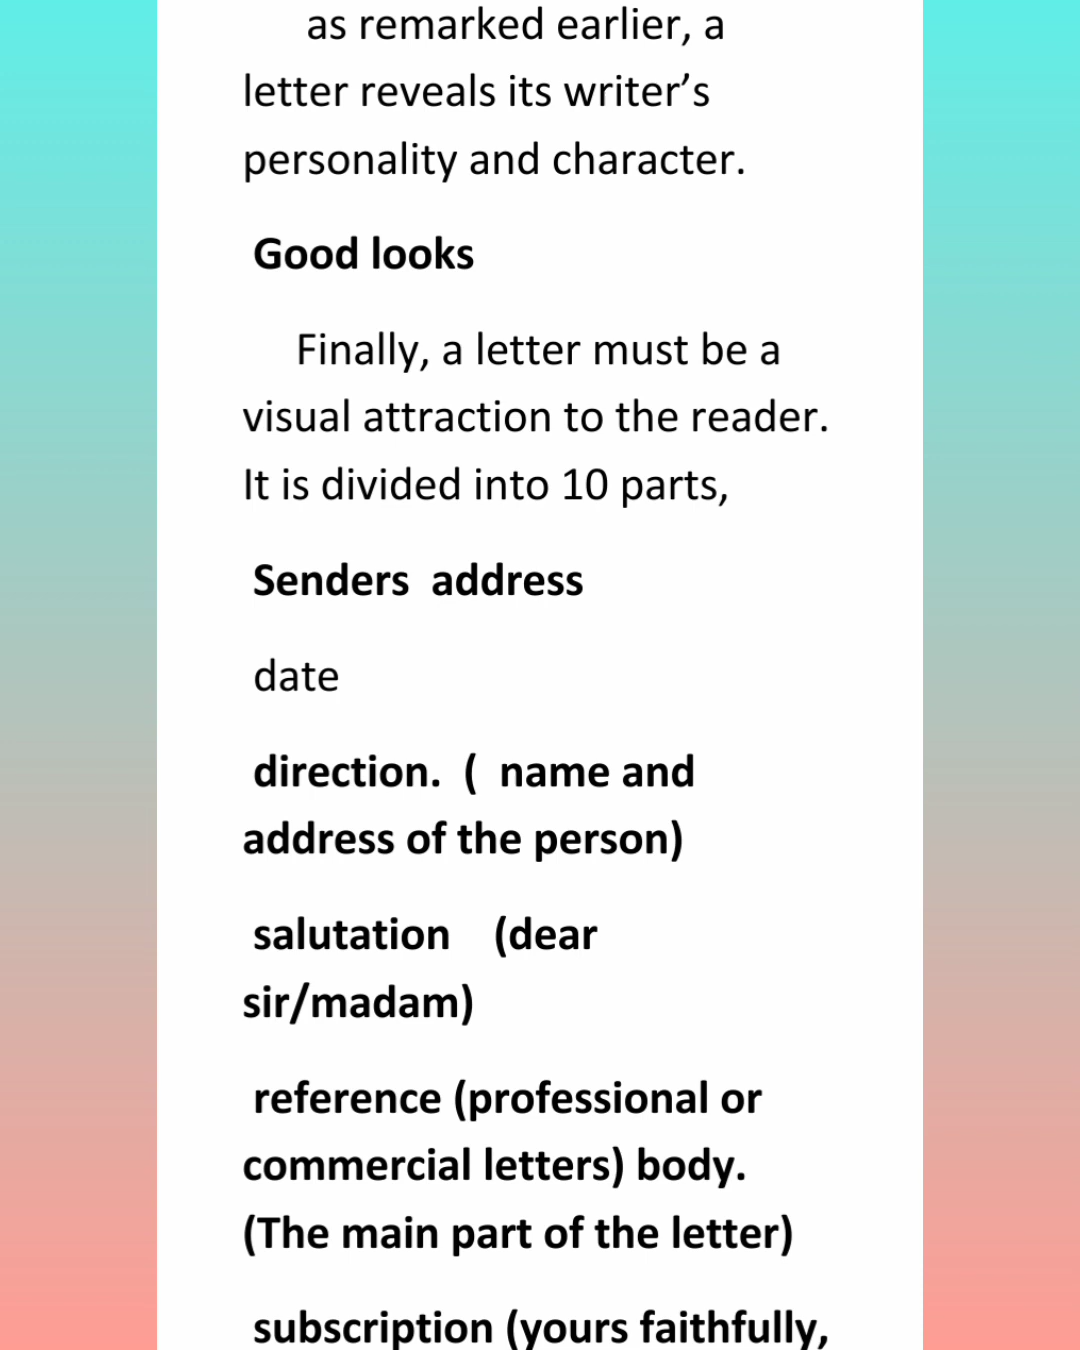 as remarked earlier, a
letter reveals its writer’s
personality and character.
Good looks
Finally, a letter must be a
visual attraction to the reader.
It is divided into 10 parts,
Senders  address
date
direction.  (  name and
address of the person)
salutation    (dear
sir/madam)
reference (professional or
commercial letters) body.
(The main part of the letter)
subscription (yours faithfully,